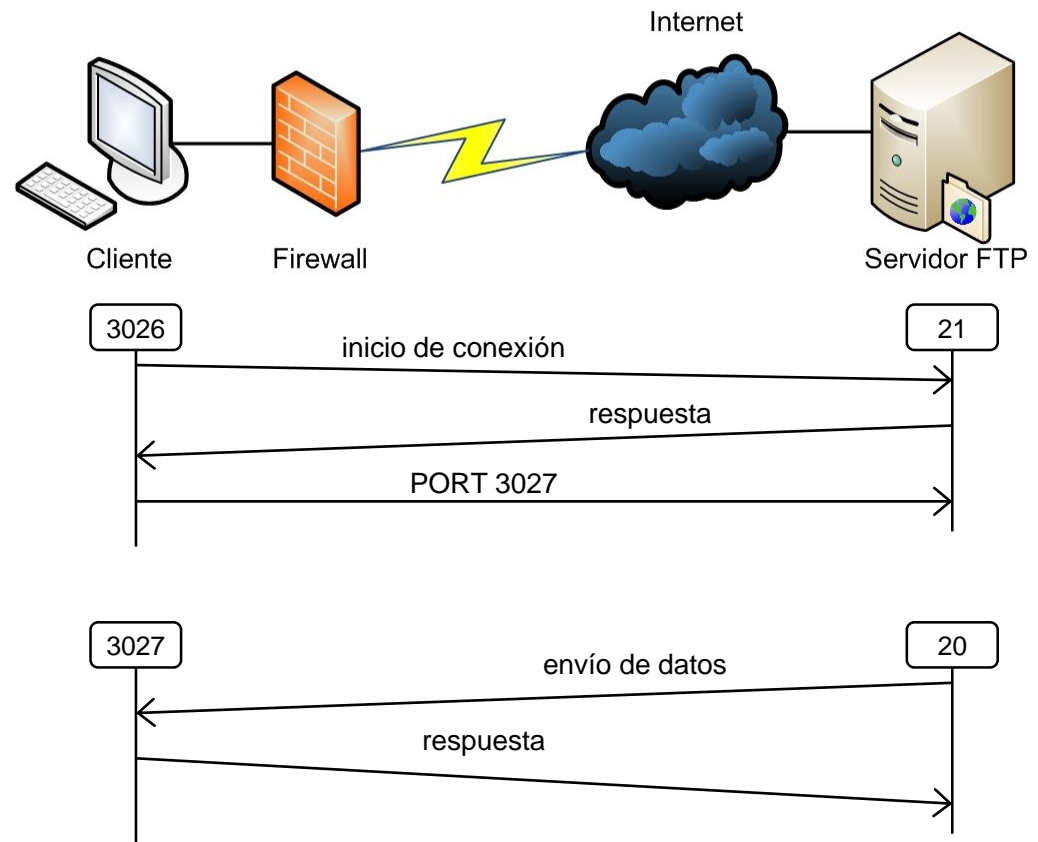 Internet
Cliente
Firewall
Servidor FTP
3026
21
inicio de conexión
respuesta
PORT 3027
3027
20
envío de datos
respuesta